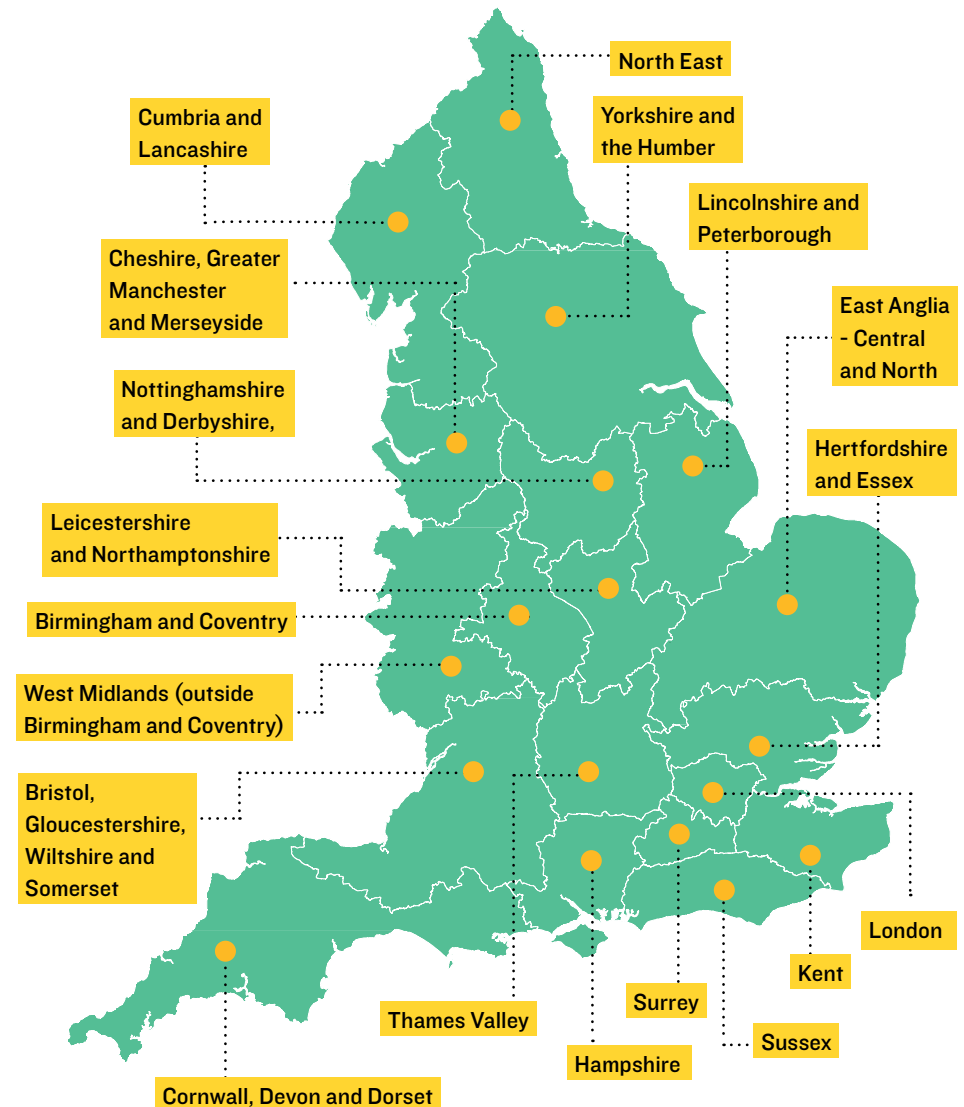 North East
Cumbria and
Lancashire
Yorkshire and
the Humber
Lincolnshire and
Peterborough
Cheshire, Greater
Manchester
and Merseyside
East Anglia
- Central
and North
Nottinghamshire
and Derbyshire,
Hertfordshire
and Essex
Leicestershire
and Northamptonshire
Birmingham and Coventry
West Midlands (outside
Birmingham and Coventry)
Bristol,
Gloucestershire,
Wiltshire and
Somerset
London
Kent
Surrey
Thames Valley
Sussex
Hampshire
Cornwall, Devon and Dorset